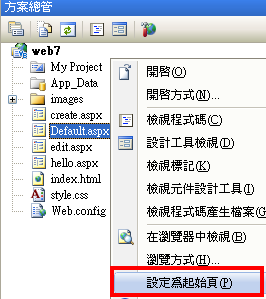 方案總管
web7
My Project
App_Data
images
create.aspx
Default.aspx
edit.aspx
hello.aspx
index.html
style.css
Web.config
開啟(O)
開啟方式(N)...
檢視程式碼(C)
設計工具檢視(D)
檢視標記(K)
檢視元件設計工具(I)
檢視程式碼產生檔案(G)
在瀏覽器中檢視(B)
瀏覽方式(H)...
設定為起始頁(P)